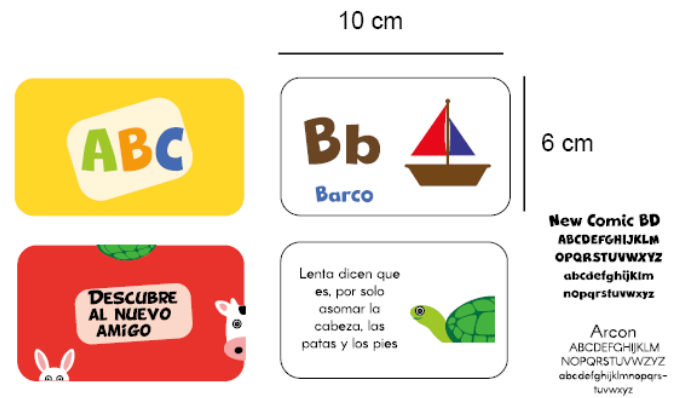 10 cm
ABC
Bb
Barco
6 cm
DESCUBRE
AL NUEVO
AMIGO
Lenta dicen que
es, por solo
asomar la
cabeza, las
patas y los pies
New Comic BD
ABCDEFGHIJKLM
OPQRSTUVWXYZ
abcdefghijklm
nopqrstuvwxyz
Arcon
ABCDEFGHIJKLM
NOPQRSTUVWZYZ
abcdefghijklmnopqrs-
tuvwxyz